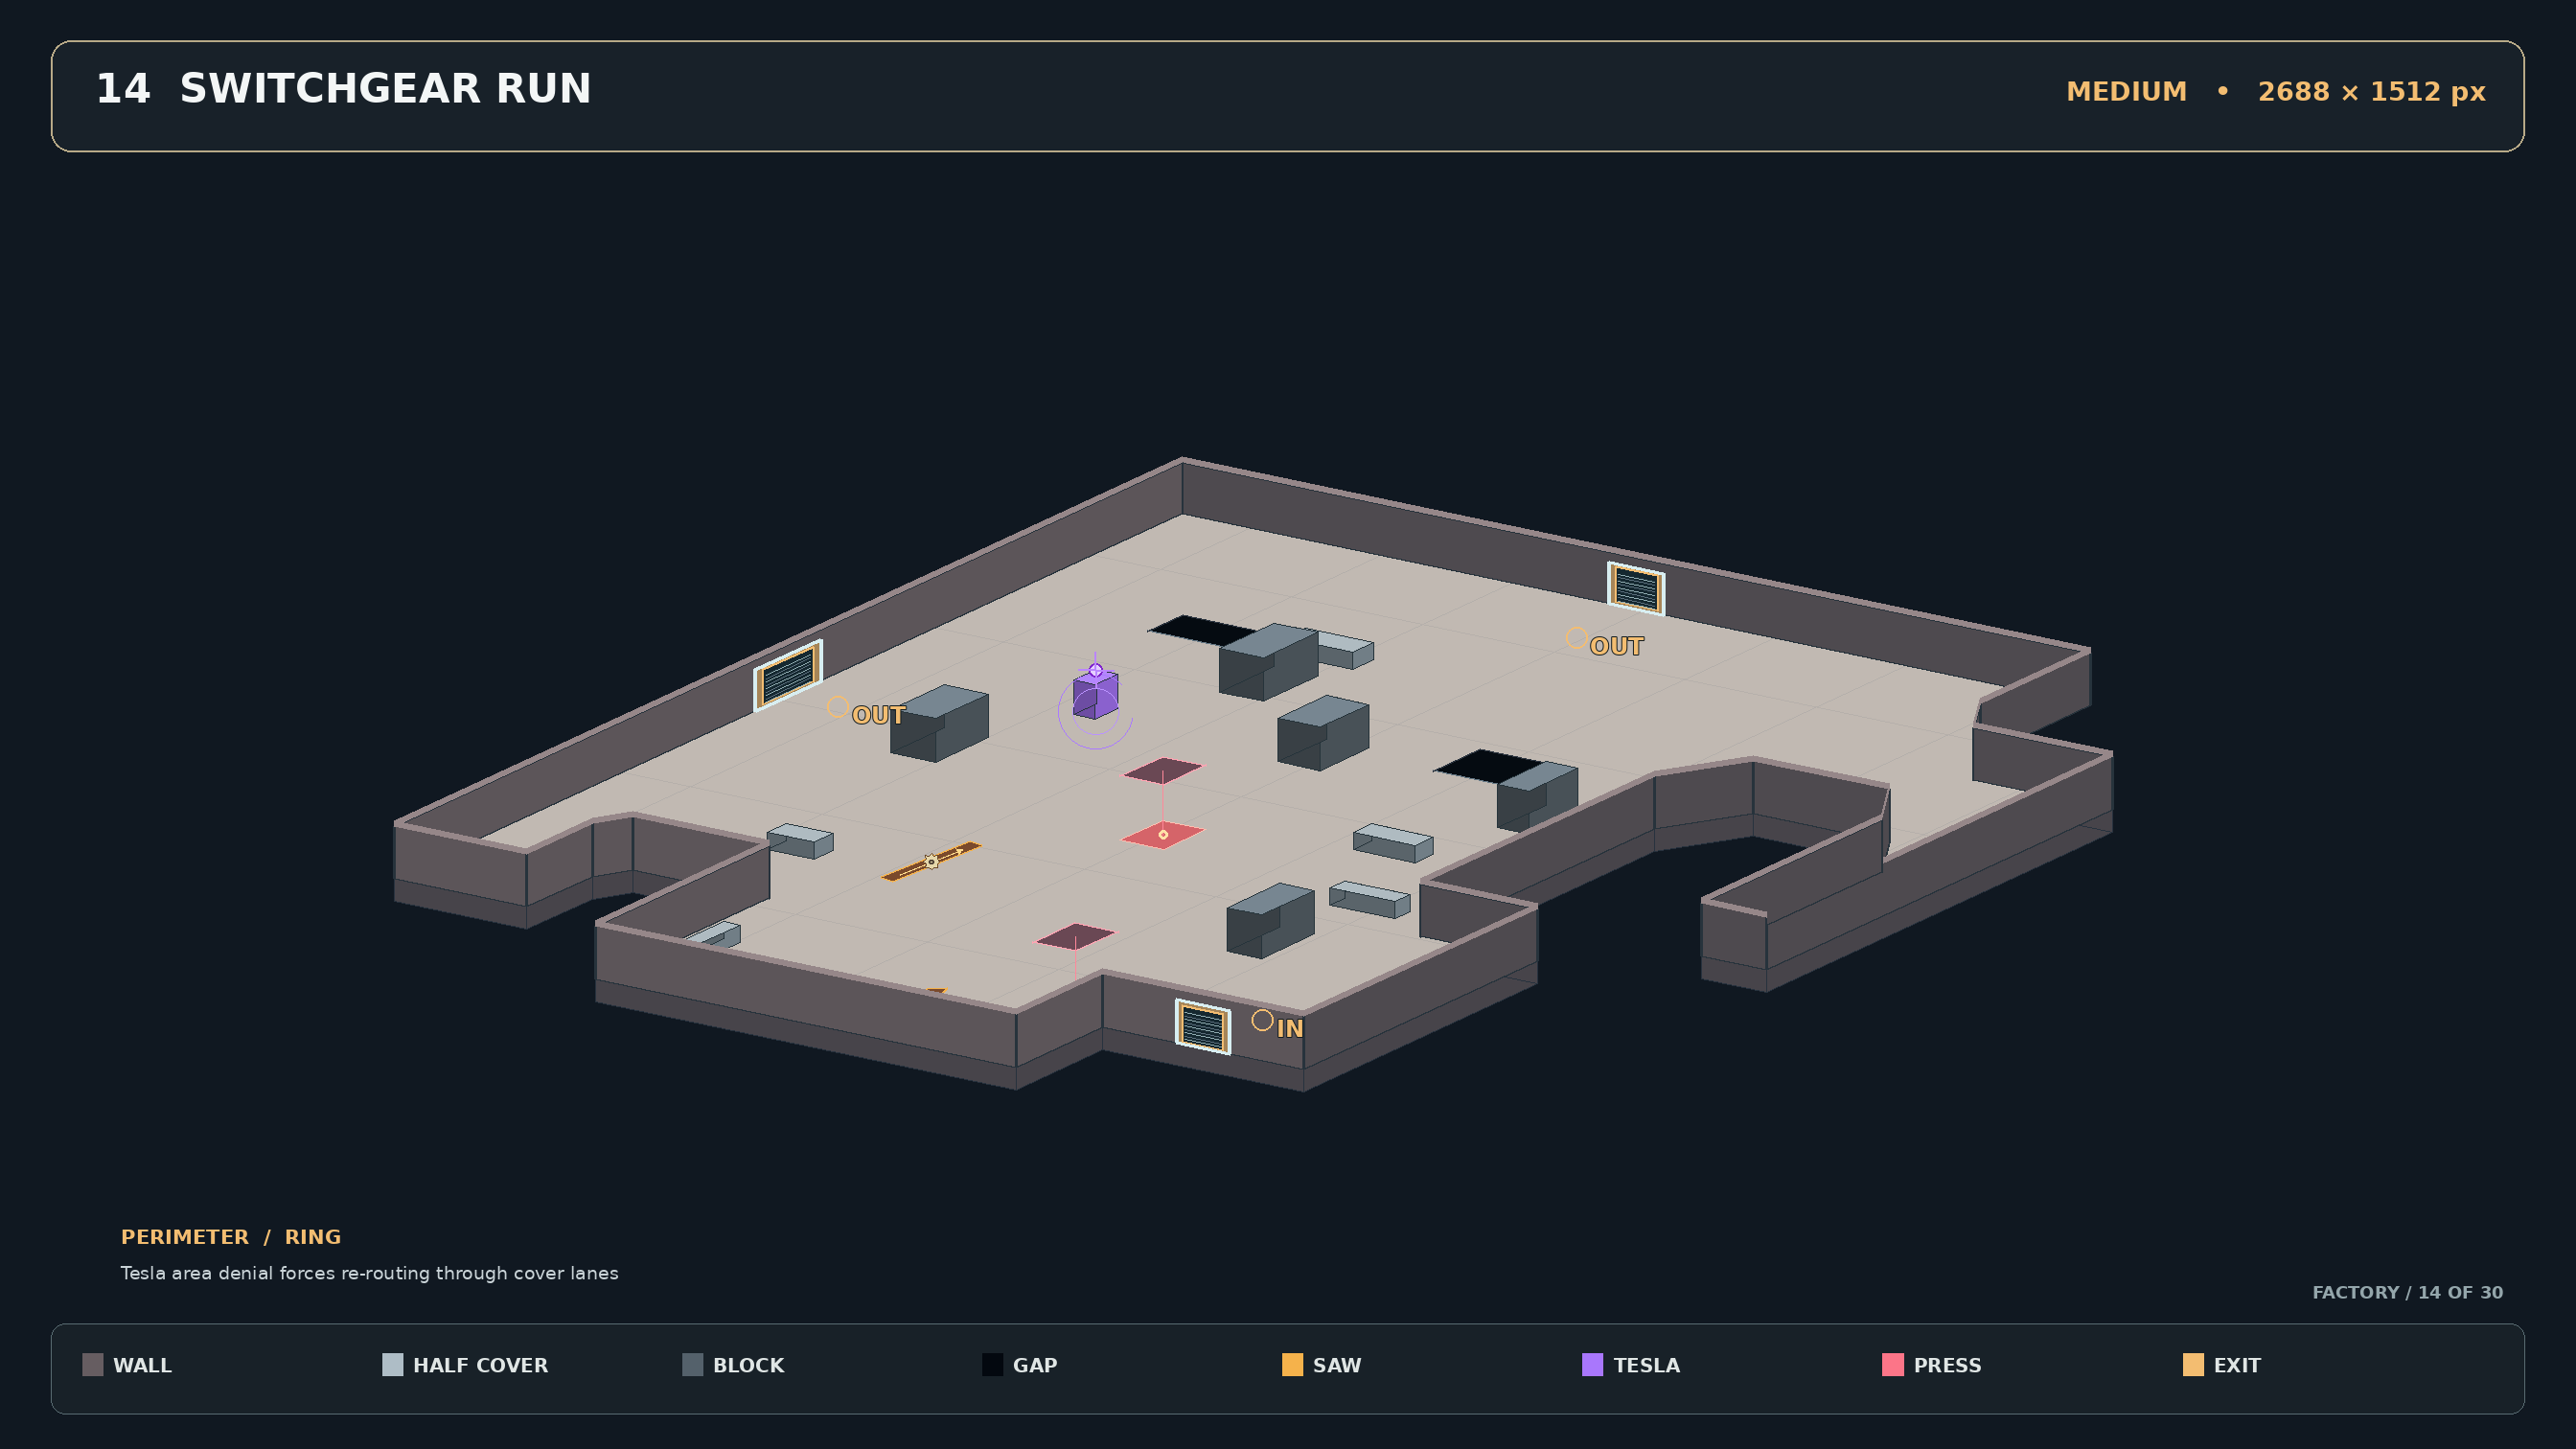 14 SWITCHGEAR RUN
MEDIUM • 2688 × 1512 px
OUT
OUT
IN
PERIMETER / RING
Tesla area denial forces re-routing through cover lanes
FACTORY / 14 OF 30
WALL
HALF COVER
BLOCK
GAP
SAW
TESLA
PRESS
EXIT